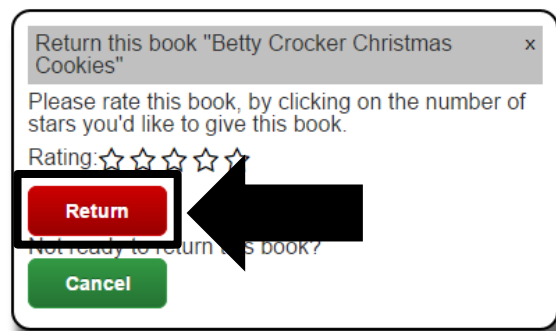 Return this book "Betty Crocker Christmas x
Cookies"
Please rate this book, by clicking on the number of
stars you'd like to give this book.
Rating:
Return
Not ready to return this book?
Cancel